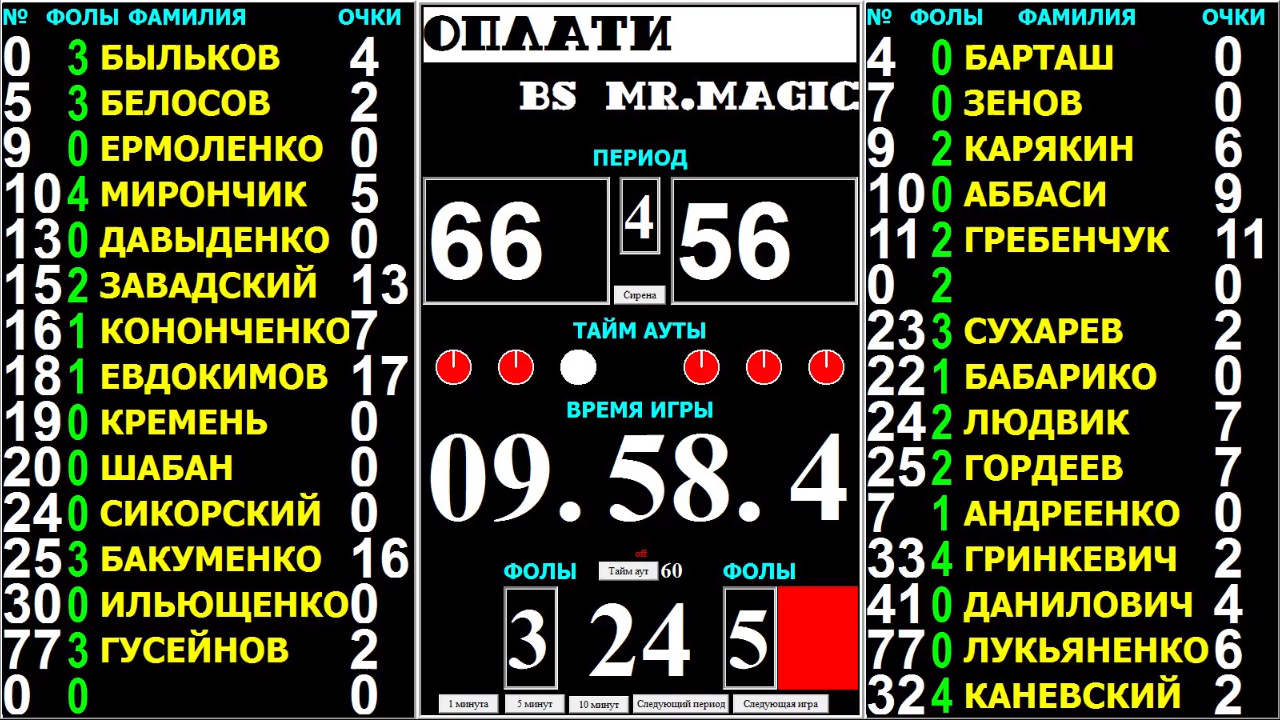 № ФОЛЫ ФАМИЛИЯ ОЧКИ
0 3 БЫЛЬКОВ 4
5 3 БЕЛОСОВ 2
9 0 ЕРМОЛЕНКО 0
10 4 МИРОНЧИК 5
13 0 ДАВЫДЕНКО 0
15 2 ЗАВАДСКИЙ 13
16 1 КОНОНЧЕНКО 7
18 1 ЕВДОКИМОВ 17
19 0 КРЕМЕНЬ 0
20 0 ШАБАН 0
24 0 СИКОРСКИЙ 0
25 3 БАКУМЕНКО 16
30 0 ИЛЬЮЩЕНКО 0
77 3 ГУСЕЙНОВ 2
0 0 0
ОПЛАТИ
BS MR.MAGIC
ПЕРИОД
66 4 56
Сирена
ТАЙМ АУТЫ
ВРЕМЯ ИГРЫ
09.58.4
off
ФОЛЫ Тайм аут 60 ФОЛЫ
3 24 5
1 минута 5 минут 10 минут Следующий период Следующая игра
№ ФОЛЫ ФАМИЛИЯ ОЧКИ
4 0 БАРТАШ 0
7 0 ЗЕНОВ 0
9 2 КАРЯКИН 6
10 0 АББАСИ 9
11 2 ГРЕБЕНЧУК 11
0 2 0
23 3 СУХАРЕВ 2
22 1 БАБАРИКО 0
24 2 ЛЮДВИК 7
25 2 ГОРДЕЕВ 7
7 1 АНДРЕЕНКО 0
33 4 ГРИНКЕВИЧ 2
41 0 ДАНИЛОВИЧ 4
77 0 ЛУКЬЯНЕНКО 6
32 4 КАНЕВСКИЙ 2